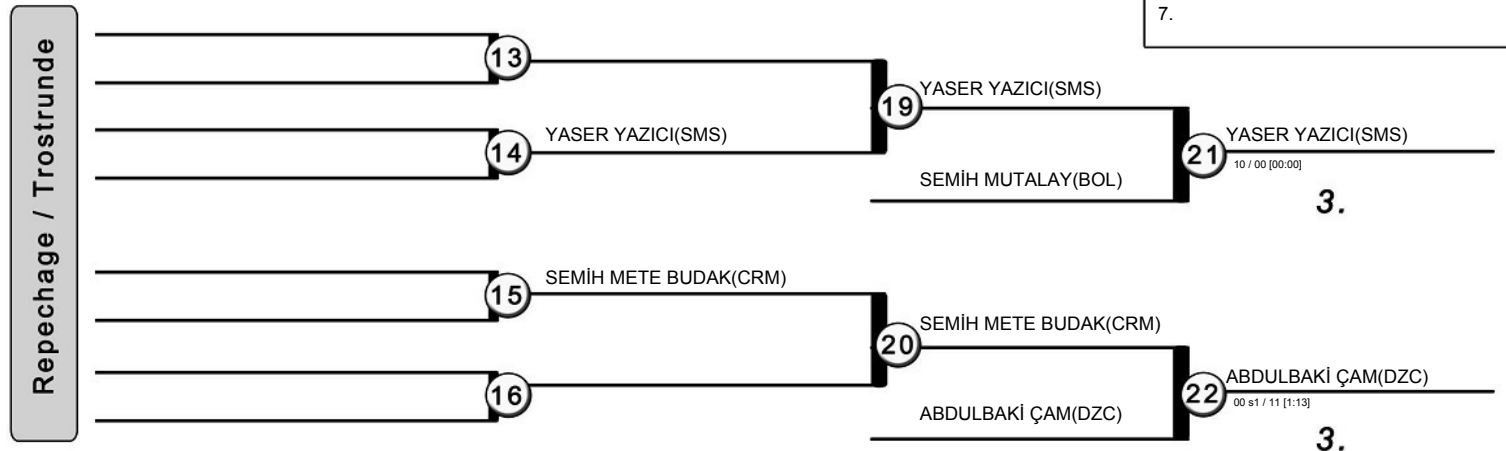 7.
Repechage / Trostrunde
13
YASER YAZICI(SMS)
19
YASER YAZICI(SMS)
14
YASER YAZICI(SMS)
21
10 / 00 [00:00]
SEMİH MUTALAY(BOL)
3.
SEMİH METE BUDAK(CRM)
15
SEMİH METE BUDAK(CRM)
20
ABDULBAKİ ÇAM(DZC)
16
22
00 s1 / 11 [1:13]
ABDULBAKİ ÇAM(DZC)
3.